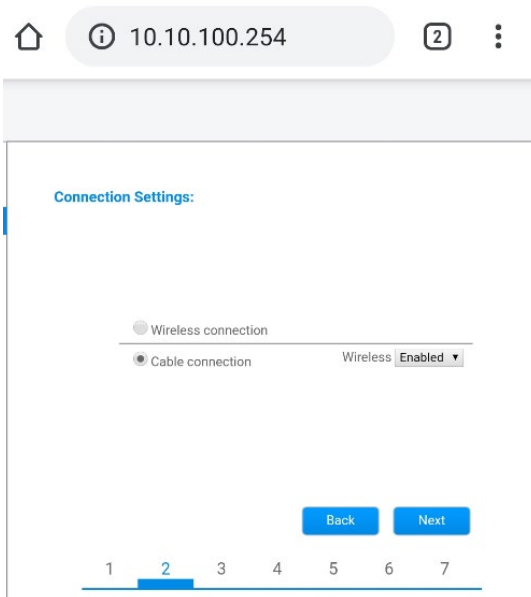 10.10.100.254 2
Connection Settings:
Wireless connection
Cable connection Wireless Enabled
Back Next
1 2 3 4 5 6 7